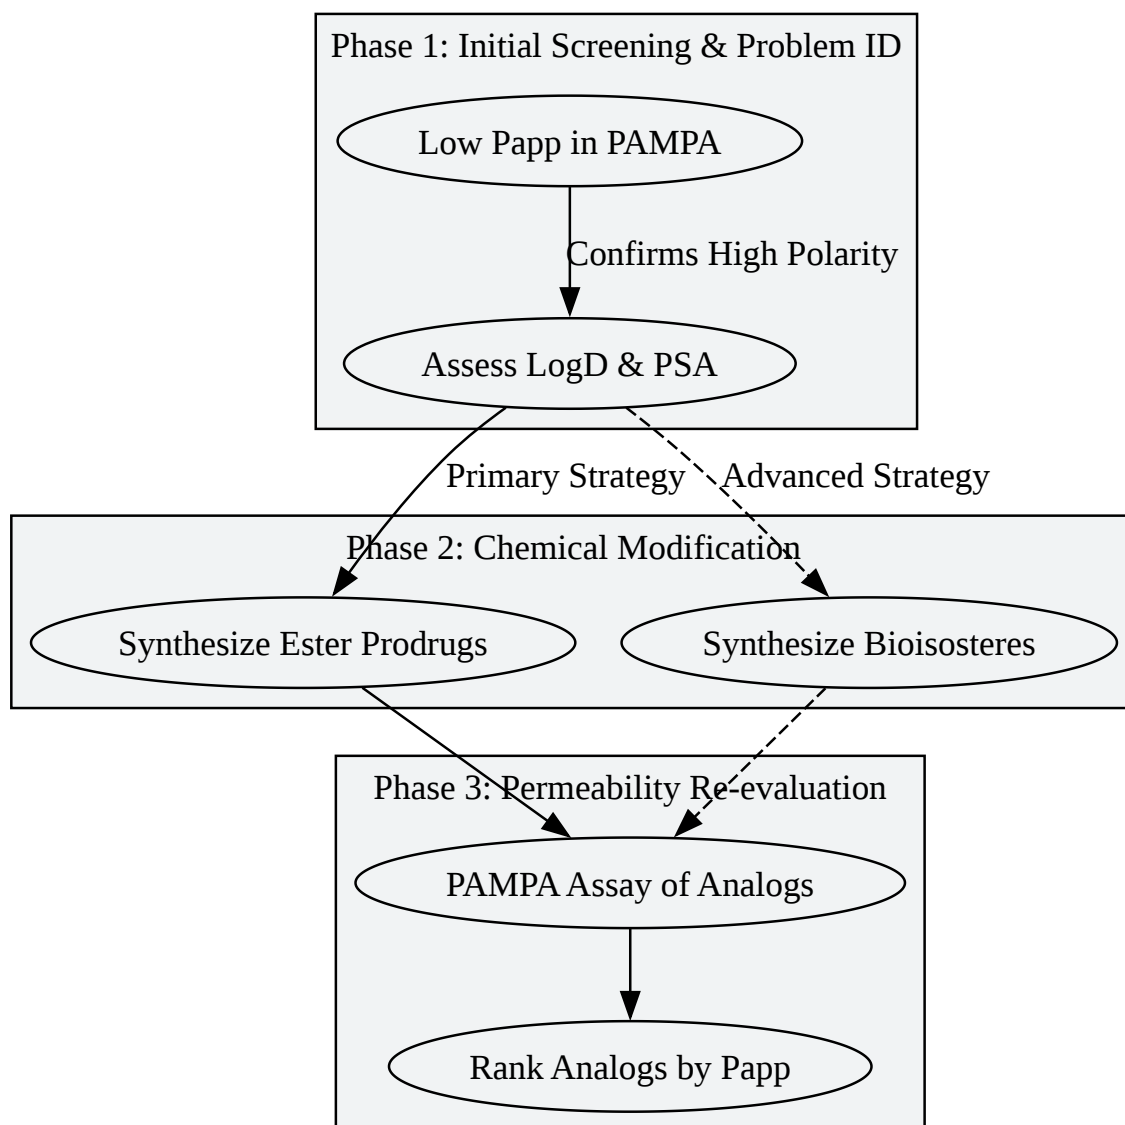 Phase 1: Initial Screening & Problem ID
Low Papp in PAMPA
Confirms High Polarity
Assess LogD & PSA
Primary Strategy
Advanced Strategy
Phase 2: Chemical Modification
Synthesize Ester Prodrugs
Synthesize Bioisosteres
Phase 3: Permeability Re-evaluation
PAMPA Assay of Analogs
Rank Analogs by Papp